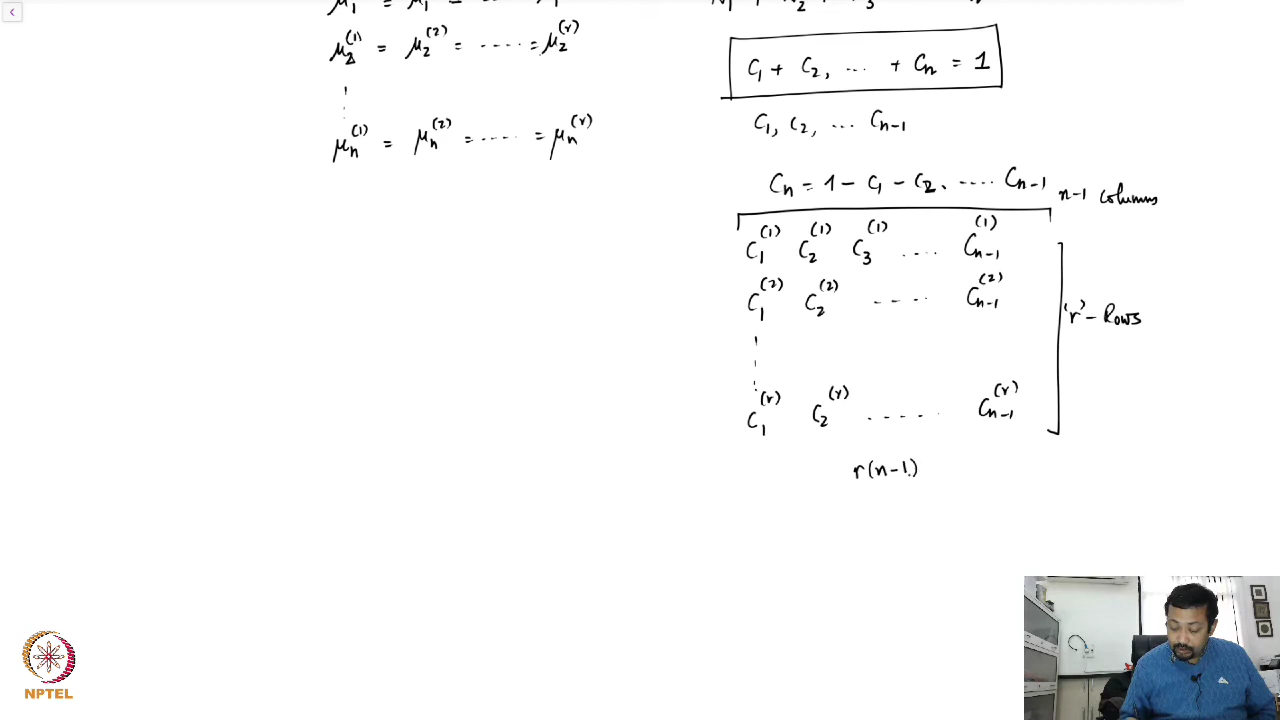 μ₂⁽¹⁾ = μ₂⁽²⁾ = ..... = μ₂⁽ʳ⁾
μₙ⁽¹⁾ = μₙ⁽²⁾ = ..... = μₙ⁽ʳ⁾
C₁ + C₂, ... + Cₙ = 1
C₁, C₂, ... Cₙ₋₁
Cₙ = 1 - C₁ - C₂. .... Cₙ₋₁
n-1 columns
C₁⁽¹⁾ C₂⁽¹⁾ C₃⁽¹⁾ .... Cₙ₋₁⁽¹⁾
C₁⁽²⁾ C₂⁽²⁾ .... Cₙ₋₁⁽²⁾
'r' - Rows
C₁⁽ʳ⁾ C₂⁽ʳ⁾ ..... Cₙ₋₁⁽ʳ⁾
r(n-1)
NPTEL